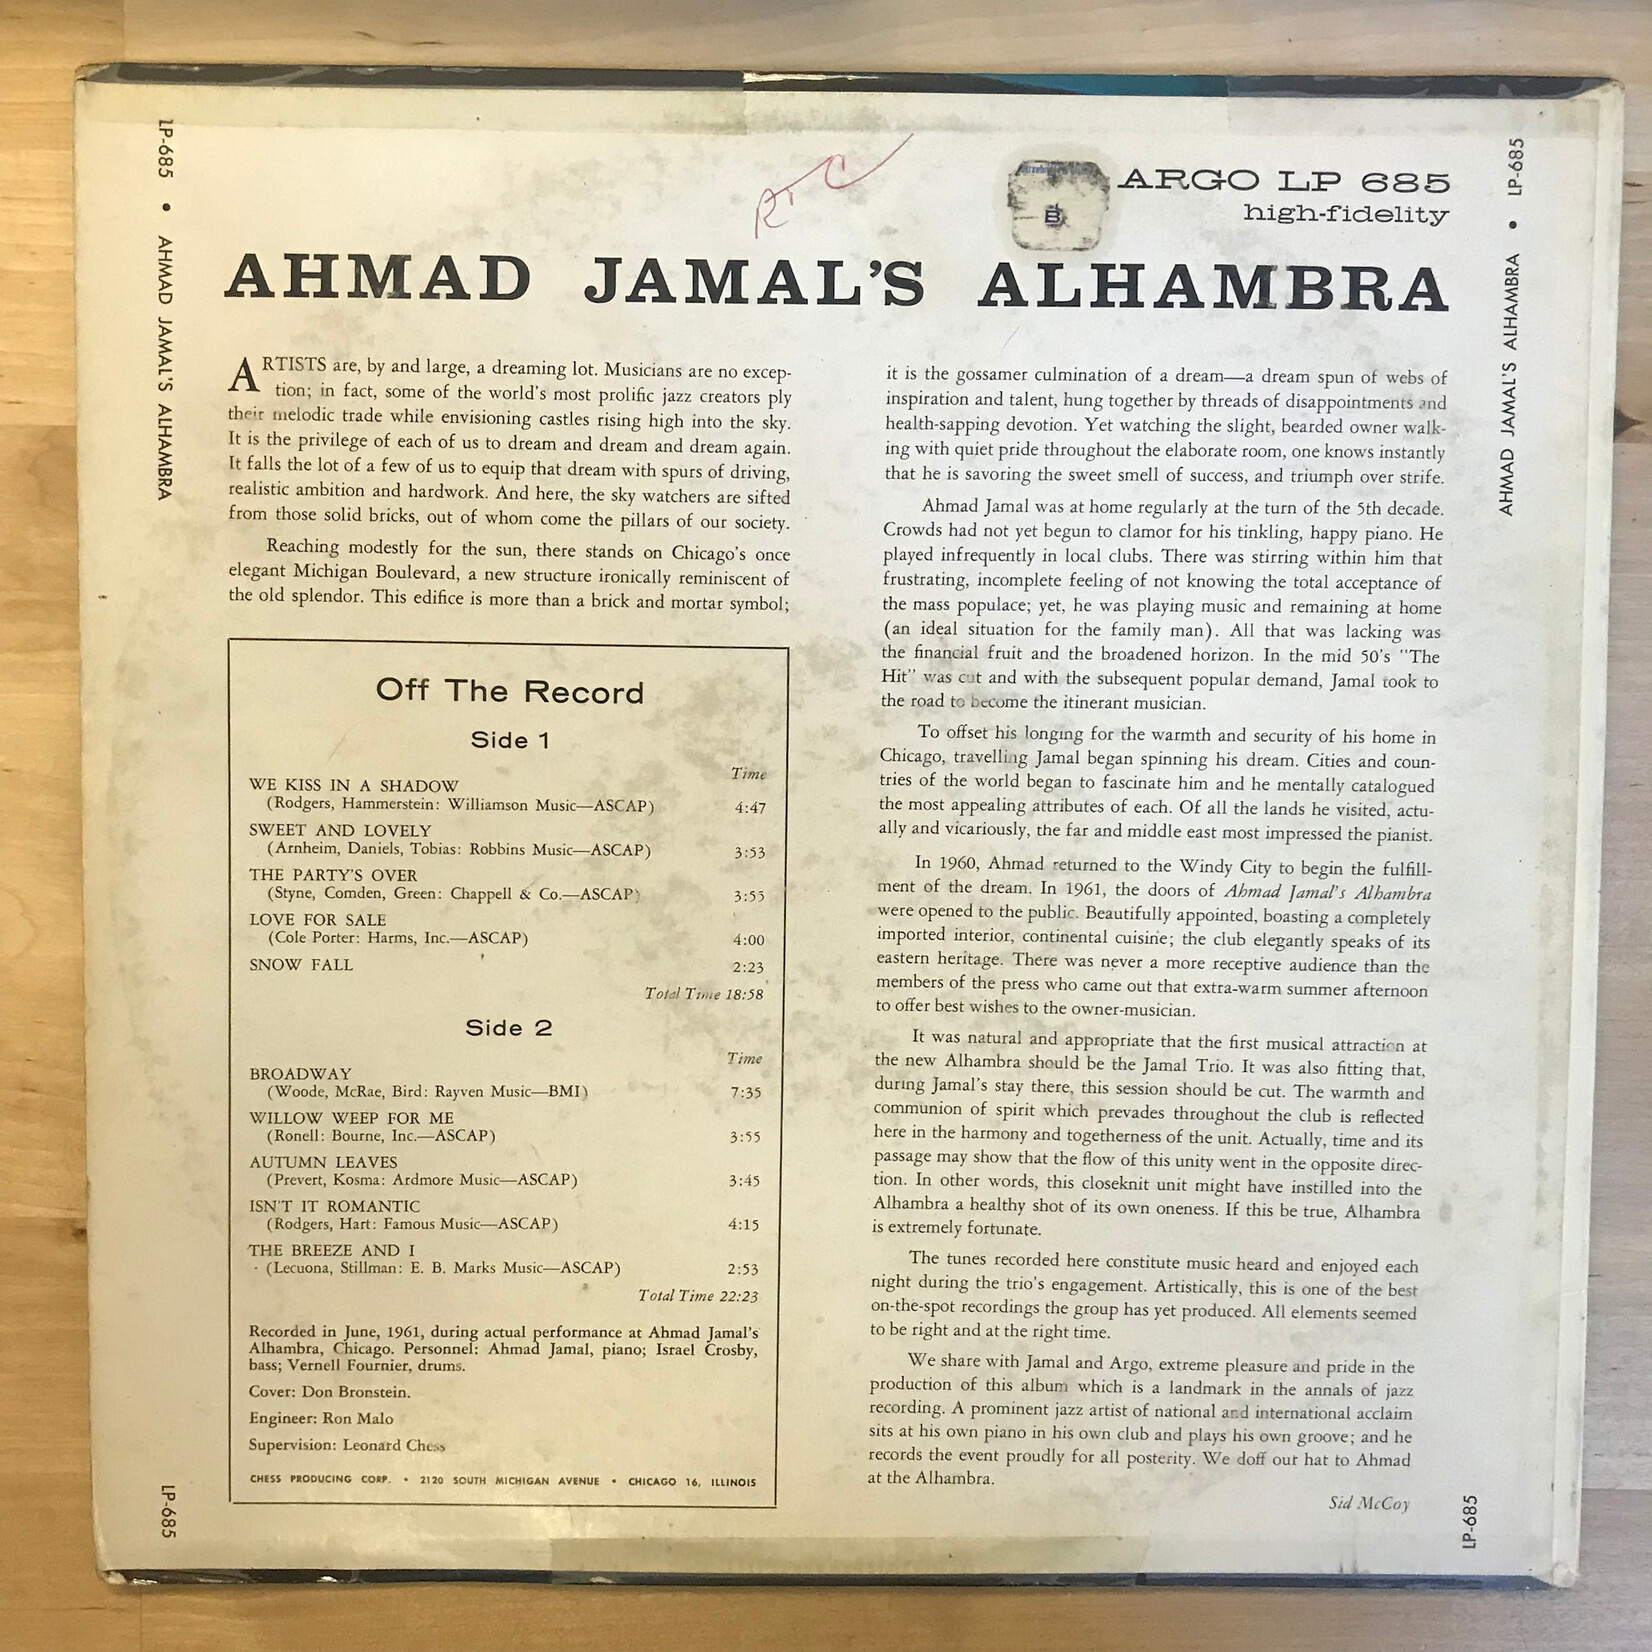 LP-685 • AHMAD JAMAL'S ALHAMBRA
LP-685
R C
B
ARGO LP 685
high-fidelity
AHMAD JAMAL'S ALHAMBRA
ARTISTS are, by and large, a dreaming lot. Musicians are no excep-
tion; in fact, some of the world's most prolific jazz creators ply
their melodic trade while envisioning castles rising high into the sky.
It is the privilege of each of us to dream and dream and dream again.
It falls the lot of a few of us to equip that dream with spurs of driving,
realistic ambition and hardwork. And here, the sky watchers are sifted
from those solid bricks, out of whom come the pillars of our society.
Reaching modestly for the sun, there stands on Chicago's once
elegant Michigan Boulevard, a new structure ironically reminiscent of
the old splendor. This edifice is more than a brick and mortar symbol;
Off The Record
Side 1
Time
WE KISS IN A SHADOW
(Rodgers, Hammerstein: Williamson Music—ASCAP) 4:47
SWEET AND LOVELY
(Arnheim, Daniels, Tobias: Robbins Music—ASCAP) 3:53
THE PARTY'S OVER
(Styne, Comden, Green: Chappell & Co.—ASCAP) 3:55
LOVE FOR SALE
(Cole Porter: Harms, Inc.—ASCAP) 4:00
SNOW FALL 2:23
Total Time 18:58
Side 2
Time
BROADWAY
(Woode, McRae, Bird: Rayven Music—BMI) 7:35
WILLOW WEEP FOR ME
(Ronell: Bourne, Inc.—ASCAP) 3:55
AUTUMN LEAVES
(Prevert, Kosma: Ardmore Music—ASCAP) 3:45
ISN'T IT ROMANTIC
(Rodgers, Hart: Famous Music—ASCAP) 4:15
THE BREEZE AND I
(Lecuona, Stillman: E. B. Marks Music—ASCAP) 2:53
Total Time 22:23
Recorded in June, 1961, during actual performance at Ahmad Jamal's
Alhambra, Chicago. Personnel: Ahmad Jamal, piano; Israel Crosby,
bass; Vernell Fournier, drums.
Cover: Don Bronstein.
Engineer: Ron Malo
Supervision: Leonard Chess
CHESS PRODUCING CORP. • 2120 SOUTH MICHIGAN AVENUE • CHICAGO 16, ILLINOIS
it is the gossamer culmination of a dream—a dream spun of webs of
inspiration and talent, hung together by threads of disappointments and
health-sapping devotion. Yet watching the slight, bearded owner walk-
ing with quiet pride throughout the elaborate room, one knows instantly
that he is savoring the sweet smell of success, and triumph over strife.
Ahmad Jamal was at home regularly at the turn of the 5th decade.
Crowds had not yet begun to clamor for his tinkling, happy piano. He
played infrequently in local clubs. There was stirring within him that
frustrating, incomplete feeling of not knowing the total acceptance of
the mass populace; yet, he was playing music and remaining at home
(an ideal situation for the family man). All that was lacking was
the financial fruit and the broadened horizon. In the mid 50's "The
Hit" was cut and with the subsequent popular demand, Jamal took to
the road to become the itinerant musician.
To offset his longing for the warmth and security of his home in
Chicago, travelling Jamal began spinning his dream. Cities and coun-
tries of the world began to fascinate him and he mentally catalogued
the most appealing attributes of each. Of all the lands he visited, actu-
ally and vicariously, the far and middle east most impressed the pianist.
In 1960, Ahmad returned to the Windy City to begin the fulfill-
ment of the dream. In 1961, the doors of Ahmad Jamal's Alhambra
were opened to the public. Beautifully appointed, boasting a completely
imported interior, continental cuisine; the club elegantly speaks of its
eastern heritage. There was never a more receptive audience than the
members of the press who came out that extra-warm summer afternoon
to offer best wishes to the owner-musician.
It was natural and appropriate that the first musical attraction at
the new Alhambra should be the Jamal Trio. It was also fitting that,
during Jamal's stay there, this session should be cut. The warmth and
communion of spirit which prevades throughout the club is reflected
here in the harmony and togetherness of the unit. Actually, time and its
passage may show that the flow of this unity went in the opposite direc-
tion. In other words, this closeknit unit might have instilled into the
Alhambra a healthy shot of its own oneness. If this be true, Alhambra
is extremely fortunate.
The tunes recorded here constitute music heard and enjoyed each
night during the trio's engagement. Artistically, this is one of the best
on-the-spot recordings the group has yet produced. All elements seemed
to be right and at the right time.
We share with Jamal and Argo, extreme pleasure and pride in the
production of this album which is a landmark in the annals of jazz
recording. A prominent jazz artist of national and international acclaim
sits at his own piano in his own club and plays his own groove; and he
records the event proudly for all posterity. We doff our hat to Ahmad
at the Alhambra.
Sid McCoy
AHMAD JAMAL'S ALHAMBRA • LP-685
LP-685